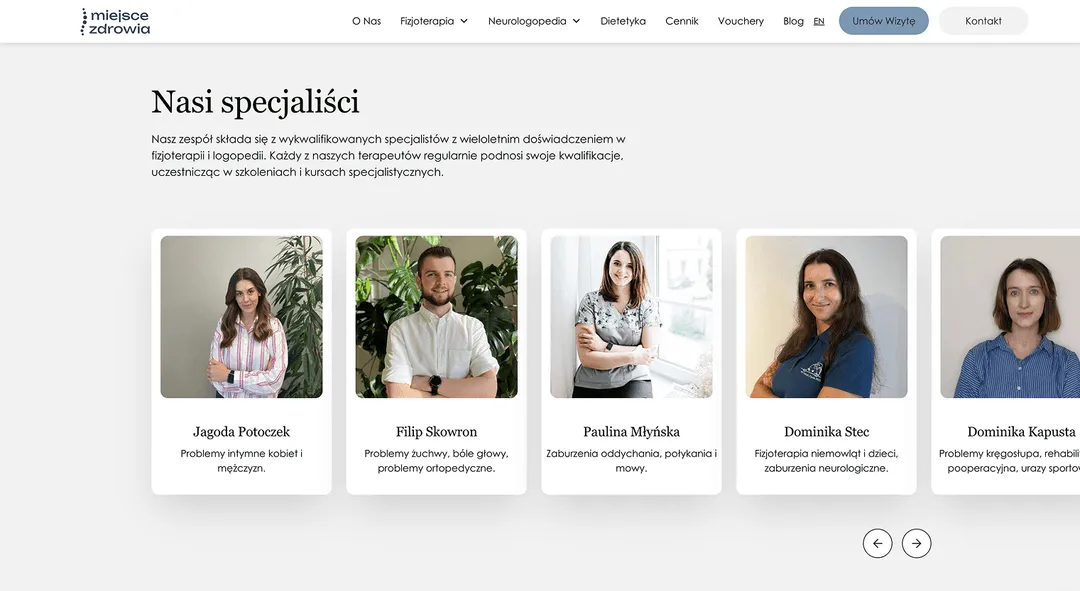 miejsce
zdrowia
O Nas Fizjoterapia Neurologopedia Dietetyka Cennik Vouchery Blog EN Umów Wizytę Kontakt
Nasi specjaliści
Nasz zespół składa się z wykwalifikowanych specjalistów z wieloletnim doświadczeniem w
fizjoterapii i logopedii. Każdy z naszych terapeutów regularnie podnosi swoje kwalifikacje,
uczestnicząc w szkoleniach i kursach specjalistycznych.
Jagoda Potoczek
Problemy intymne kobiet i
mężczyzn.
Filip Skowron
Problemy żuchwy, bóle głowy,
problemy ortopedyczne.
Paulina Młyńska
Zaburzenia oddychania, połykania i
mowy.
Dominika Stec
Fizjoterapia niemowląt i dzieci,
zaburzenia neurologiczne.
Dominika Kapusta
Problemy kręgosłupa, rehabili
pooperacyjna, urazy sportow